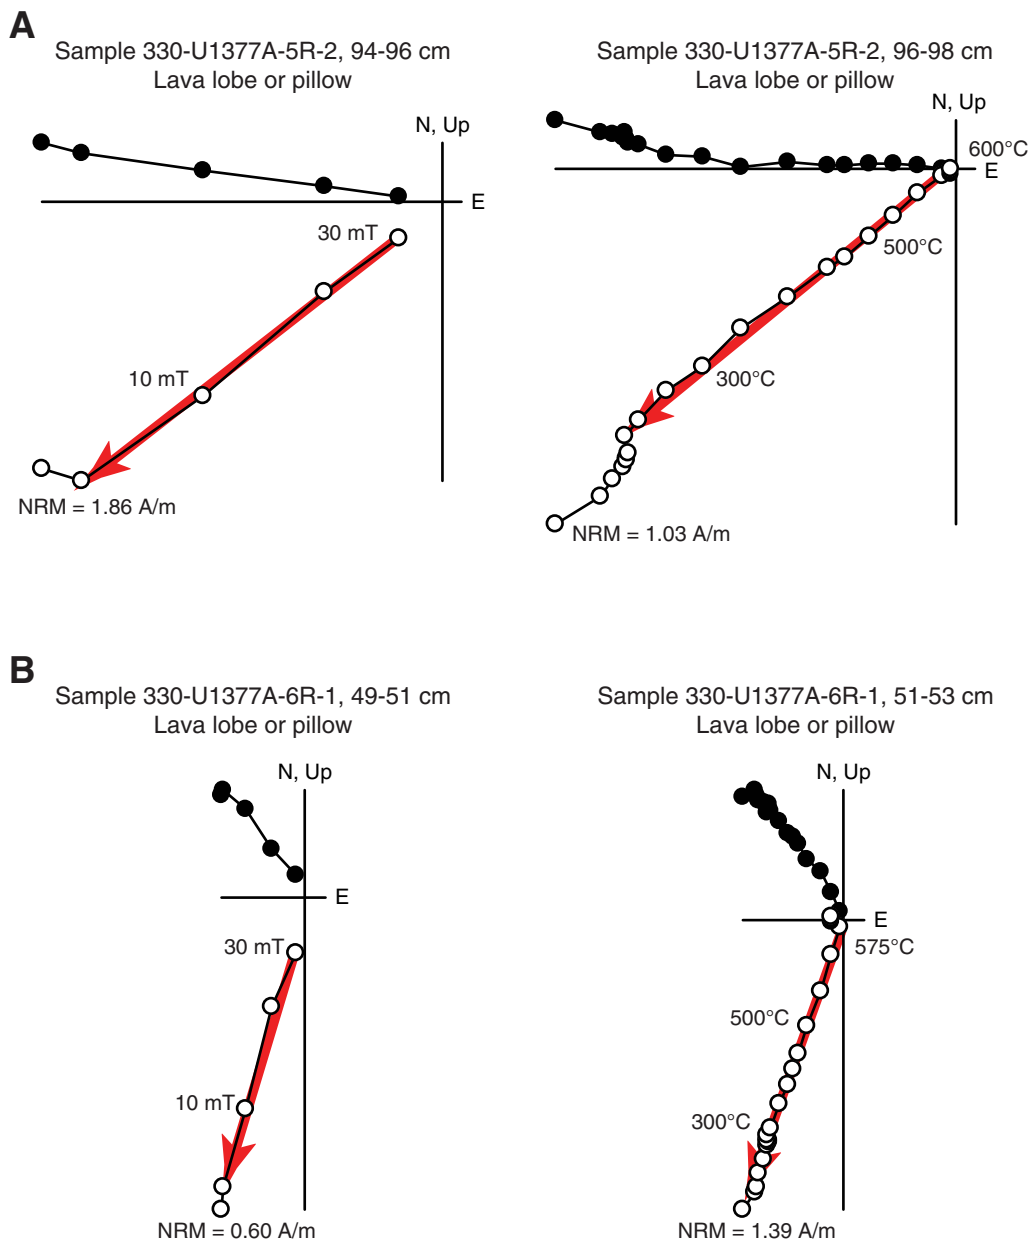 A
Sample 330-U1377A-5R-2, 94-96 cm
Lava lobe or pillow
N, Up
E
30 mT
10 mT
NRM = 1.86 A/m
Sample 330-U1377A-5R-2, 96-98 cm
Lava lobe or pillow
N, Up
600°C
E
500°C
300°C
NRM = 1.03 A/m
B
Sample 330-U1377A-6R-1, 49-51 cm
Lava lobe or pillow
N, Up
E
30 mT
10 mT
NRM = 0.60 A/m
Sample 330-U1377A-6R-1, 51-53 cm
Lava lobe or pillow
N, Up
E
575°C
500°C
300°C
NRM = 1.39 A/m